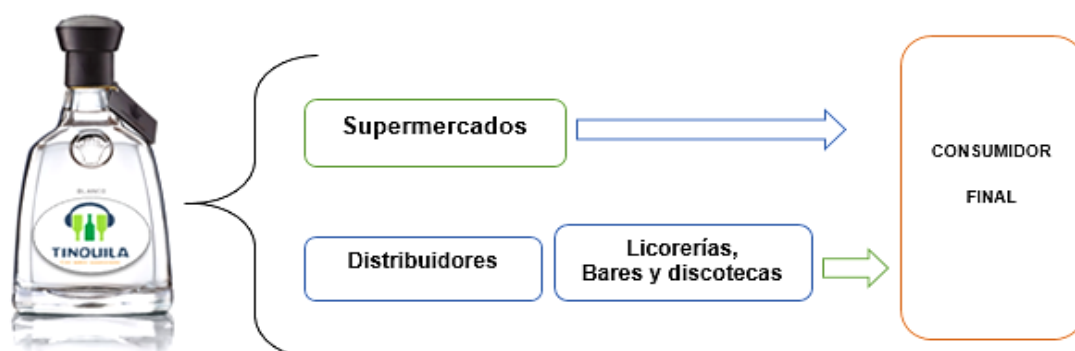 Supermercados
CONSUMIDOR
FINAL
Distribuidores
Licorerías,
Bares y discotecas
BLANCO
TINQUILA